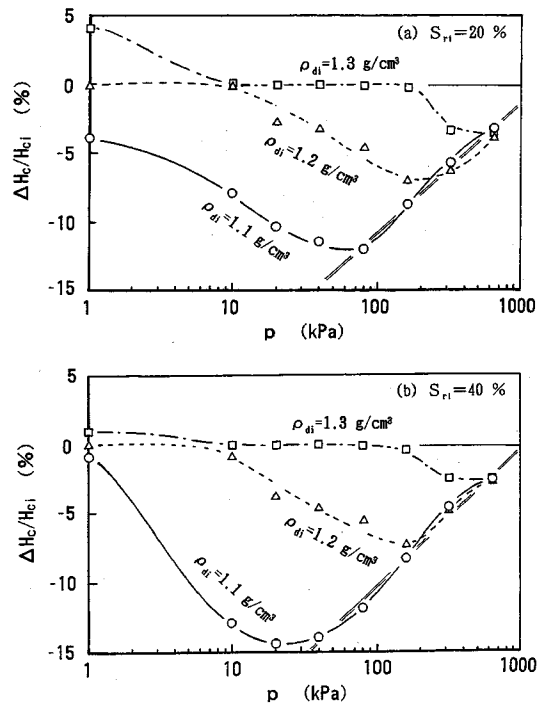 5
(a) Sri=20 %
ρdi=1.3 g/cm³
0
ρdi=1.2 g/cm³
ΔHc/Hci (%)
-5
-10
ρdi=1.1 g/cm³
-15
1 10 100 1000
p (kPa)
5
(b) Sri=40 %
ρdi=1.3 g/cm³
0
ΔHc/Hci (%)
-5
ρdi=1.2 g/cm³
-10
ρdi=1.1 g/cm³
-15
1 10 100 1000
p (kPa)